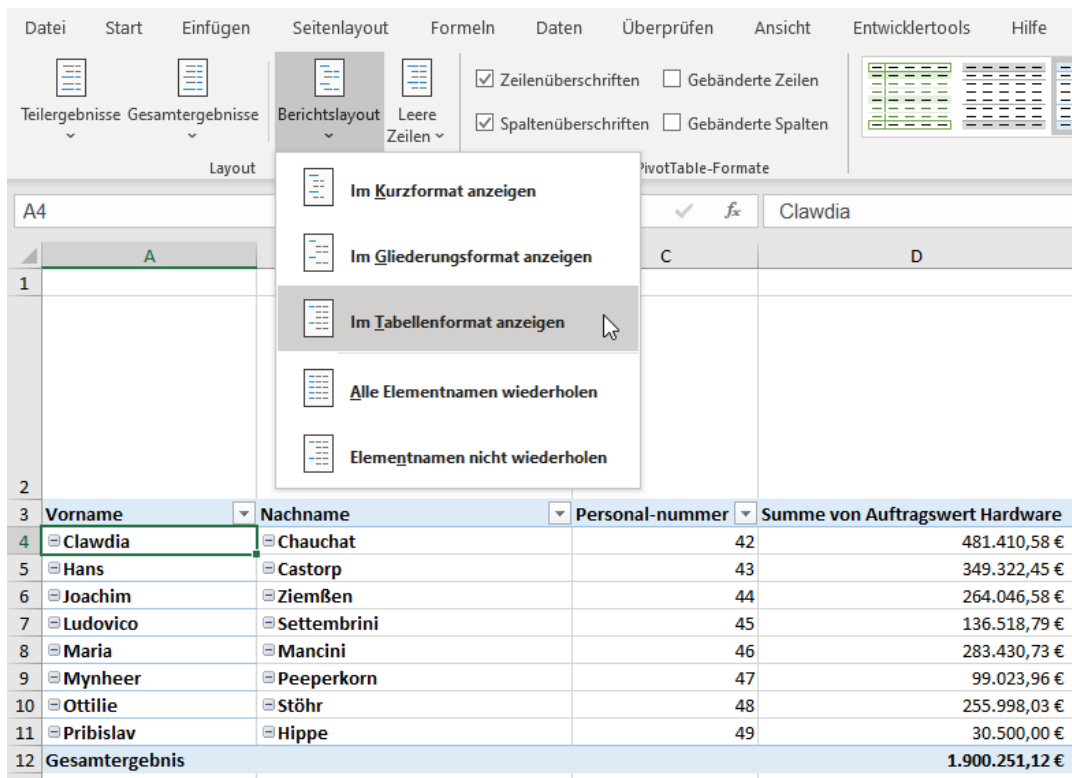 Datei Start Einfügen Seitenlayout Formeln Daten Überprüfen Ansicht Entwicklertools Hilfe
Teilergebnisse Gesamtergebnisse Berichtslayout Leere Zeilen
Zeilenüberschriften Gebänderte Zeilen
Spaltenüberschriften Gebänderte Spalten
Layout PivotTable-Formate
Im Kurzformat anzeigen
Im Gliederungsformat anzeigen
Im Tabellenformat anzeigen
Alle Elementnamen wiederholen
Elementnamen nicht wiederholen
A4 fx Clawdia
A C D
1
2
3 Vorname Nachname Personal-nummer Summe von Auftragswert Hardware
4 Clawdia Chauchat 42 481.410,58 €
5 Hans Castorp 43 349.322,45 €
6 Joachim Ziemßen 44 264.046,58 €
7 Ludovico Settembrini 45 136.518,79 €
8 Maria Mancini 46 283.430,73 €
9 Mynheer Peeperkorn 47 99.023,96 €
10 Ottilie Stöhr 48 255.998,03 €
11 Pribislav Hippe 49 30.500,00 €
12 Gesamtergebnis 1.900.251,12 €